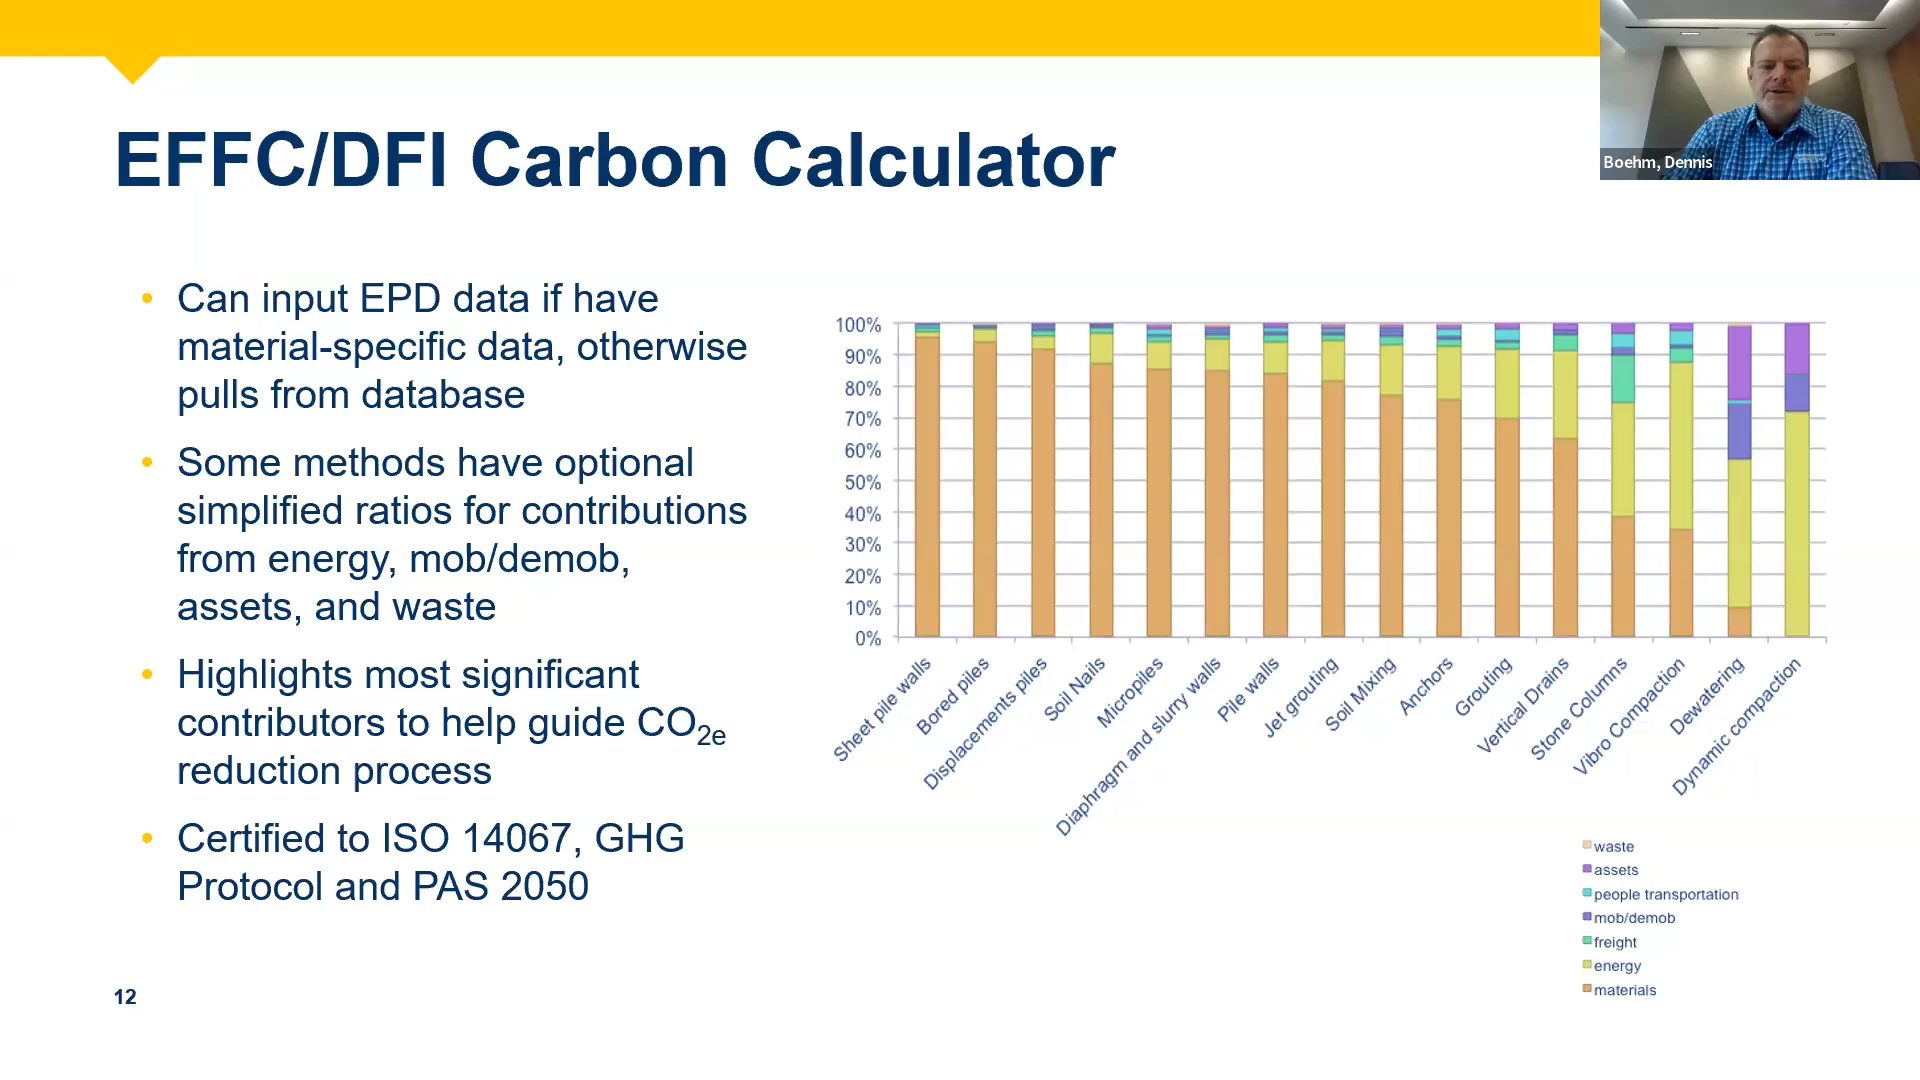 Boehm, Dennis
EFFC/DFI Carbon Calculator
• Can input EPD data if have
material-specific data, otherwise
pulls from database
• Some methods have optional
simplified ratios for contributions
from energy, mob/demob,
assets, and waste
• Highlights most significant
contributors to help guide CO2e
reduction process
• Certified to ISO 14067, GHG
Protocol and PAS 2050
100%
90%
80%
70%
60%
50%
40%
30%
20%
10%
0%
Sheet pile walls
Bored piles
Displacements piles
Soil Nails
Micropiles
Diaphragm and slurry walls
Pile walls
Jet grouting
Soil Mixing
Anchors
Grouting
Vertical Drains
Stone Columns
Vibro Compaction
Dewatering
Dynamic compaction
waste
assets
people transportation
mob/demob
freight
energy
materials
12